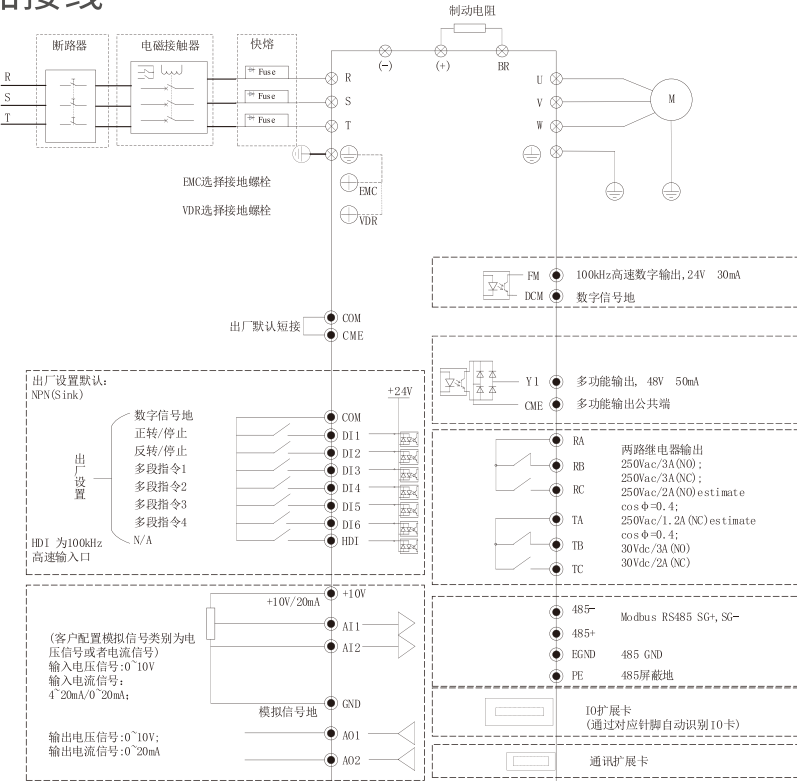 的接线
制动电阻
断路器
电磁接触器
快熔
(-)
(+)
BR
R
Fuse
R
U
S
Fuse
S
V
M
T
Fuse
T
W
EMC选择接地螺栓
EMC
VDR选择接地螺栓
VDR
FM
100kHz高速数字输出,24V 30mA
DCM
数字信号地
出厂默认短接
COM
CME
Y1
多功能输出, 48V 50mA
CME
多功能输出公共端
出厂设置默认:
NPN(Sink)
+24V
出厂设置
数字信号地
COM
正转/停止
DI1
反转/停止
DI2
多段指令1
DI3
多段指令2
DI4
多段指令3
DI5
多段指令4
DI6
N/A
HDI
HDI 为100kHz
高速输入口
RA
RB
RC
TA
TB
TC
两路继电器输出
250Vac/3A(NO);
250Vac/3A(NC);
250Vac/2A(NO)estimate
cosφ=0.4;
250Vac/1.2A(NC)estimate
cosφ=0.4;
30Vdc/3A(NO)
30Vdc/2A(NC)
+10V/20mA
+10V
AI1
AI2
(客户配置模拟信号类别为电
压信号或者电流信号)
输入电压信号:0~10V
输入电流信号:
4~20mA/0~20mA;
模拟信号地
GND
输出电压信号:0~10V;
输出电流信号:0~20mA
AO1
AO2
485-
Modbus RS485 SG+,SG-
485+
EGND
485 GND
PE
485屏蔽地
IO扩展卡
(通过对应针脚自动识别IO卡)
通讯扩展卡